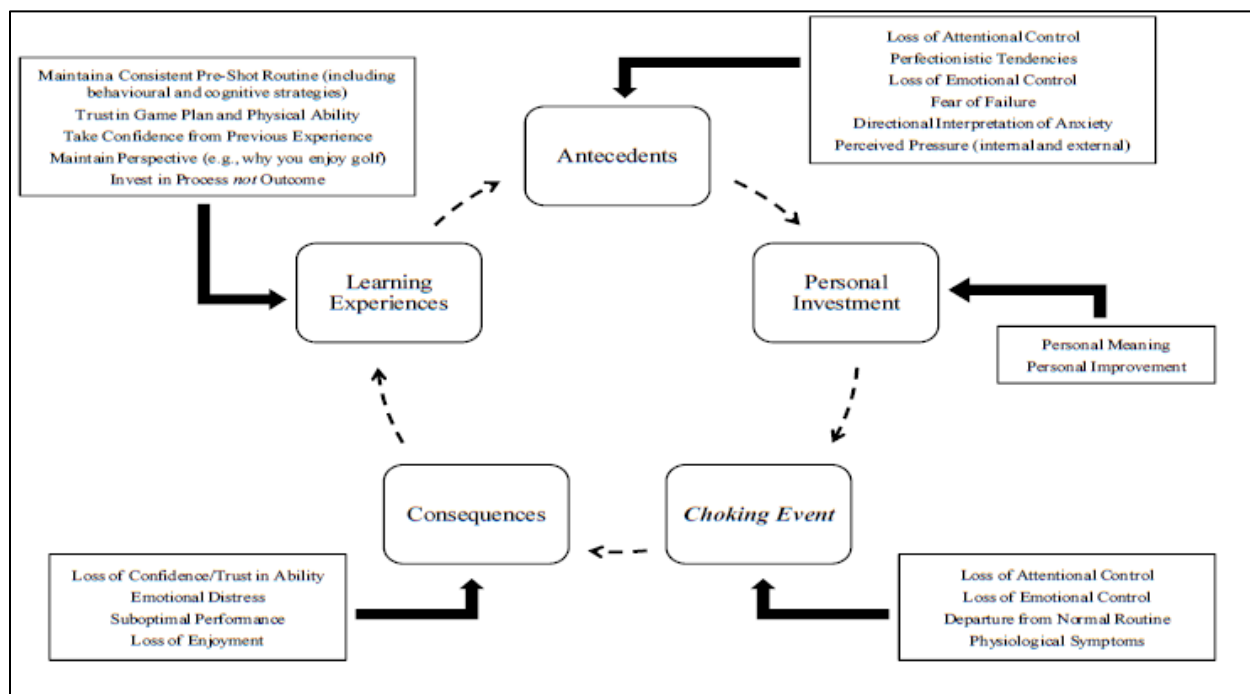 Maintain a Consistent Pre-Shot Routine (including
behavioural and cognitive strategies)
Trust in Game Plan and Physical Ability
Take Confidence from Previous Experience
Maintain Perspective (e.g., why you enjoy golf)
Invest in Process not Outcome
Loss of Attentional Control
Perfectionistic Tendencies
Loss of Emotional Control
Fear of Failure
Directional Interpretation of Anxiety
Perceived Pressure (internal and external)
Antecedents
Learning
Experiences
Personal
Investment
Personal Meaning
Personal Improvement
Consequences
Choking Event
Loss of Confidence/Trust in Ability
Emotional Distress
Suboptimal Performance
Loss of Enjoyment
Loss of Attentional Control
Loss of Emotional Control
Departure from Normal Routine
Physiological Symptoms